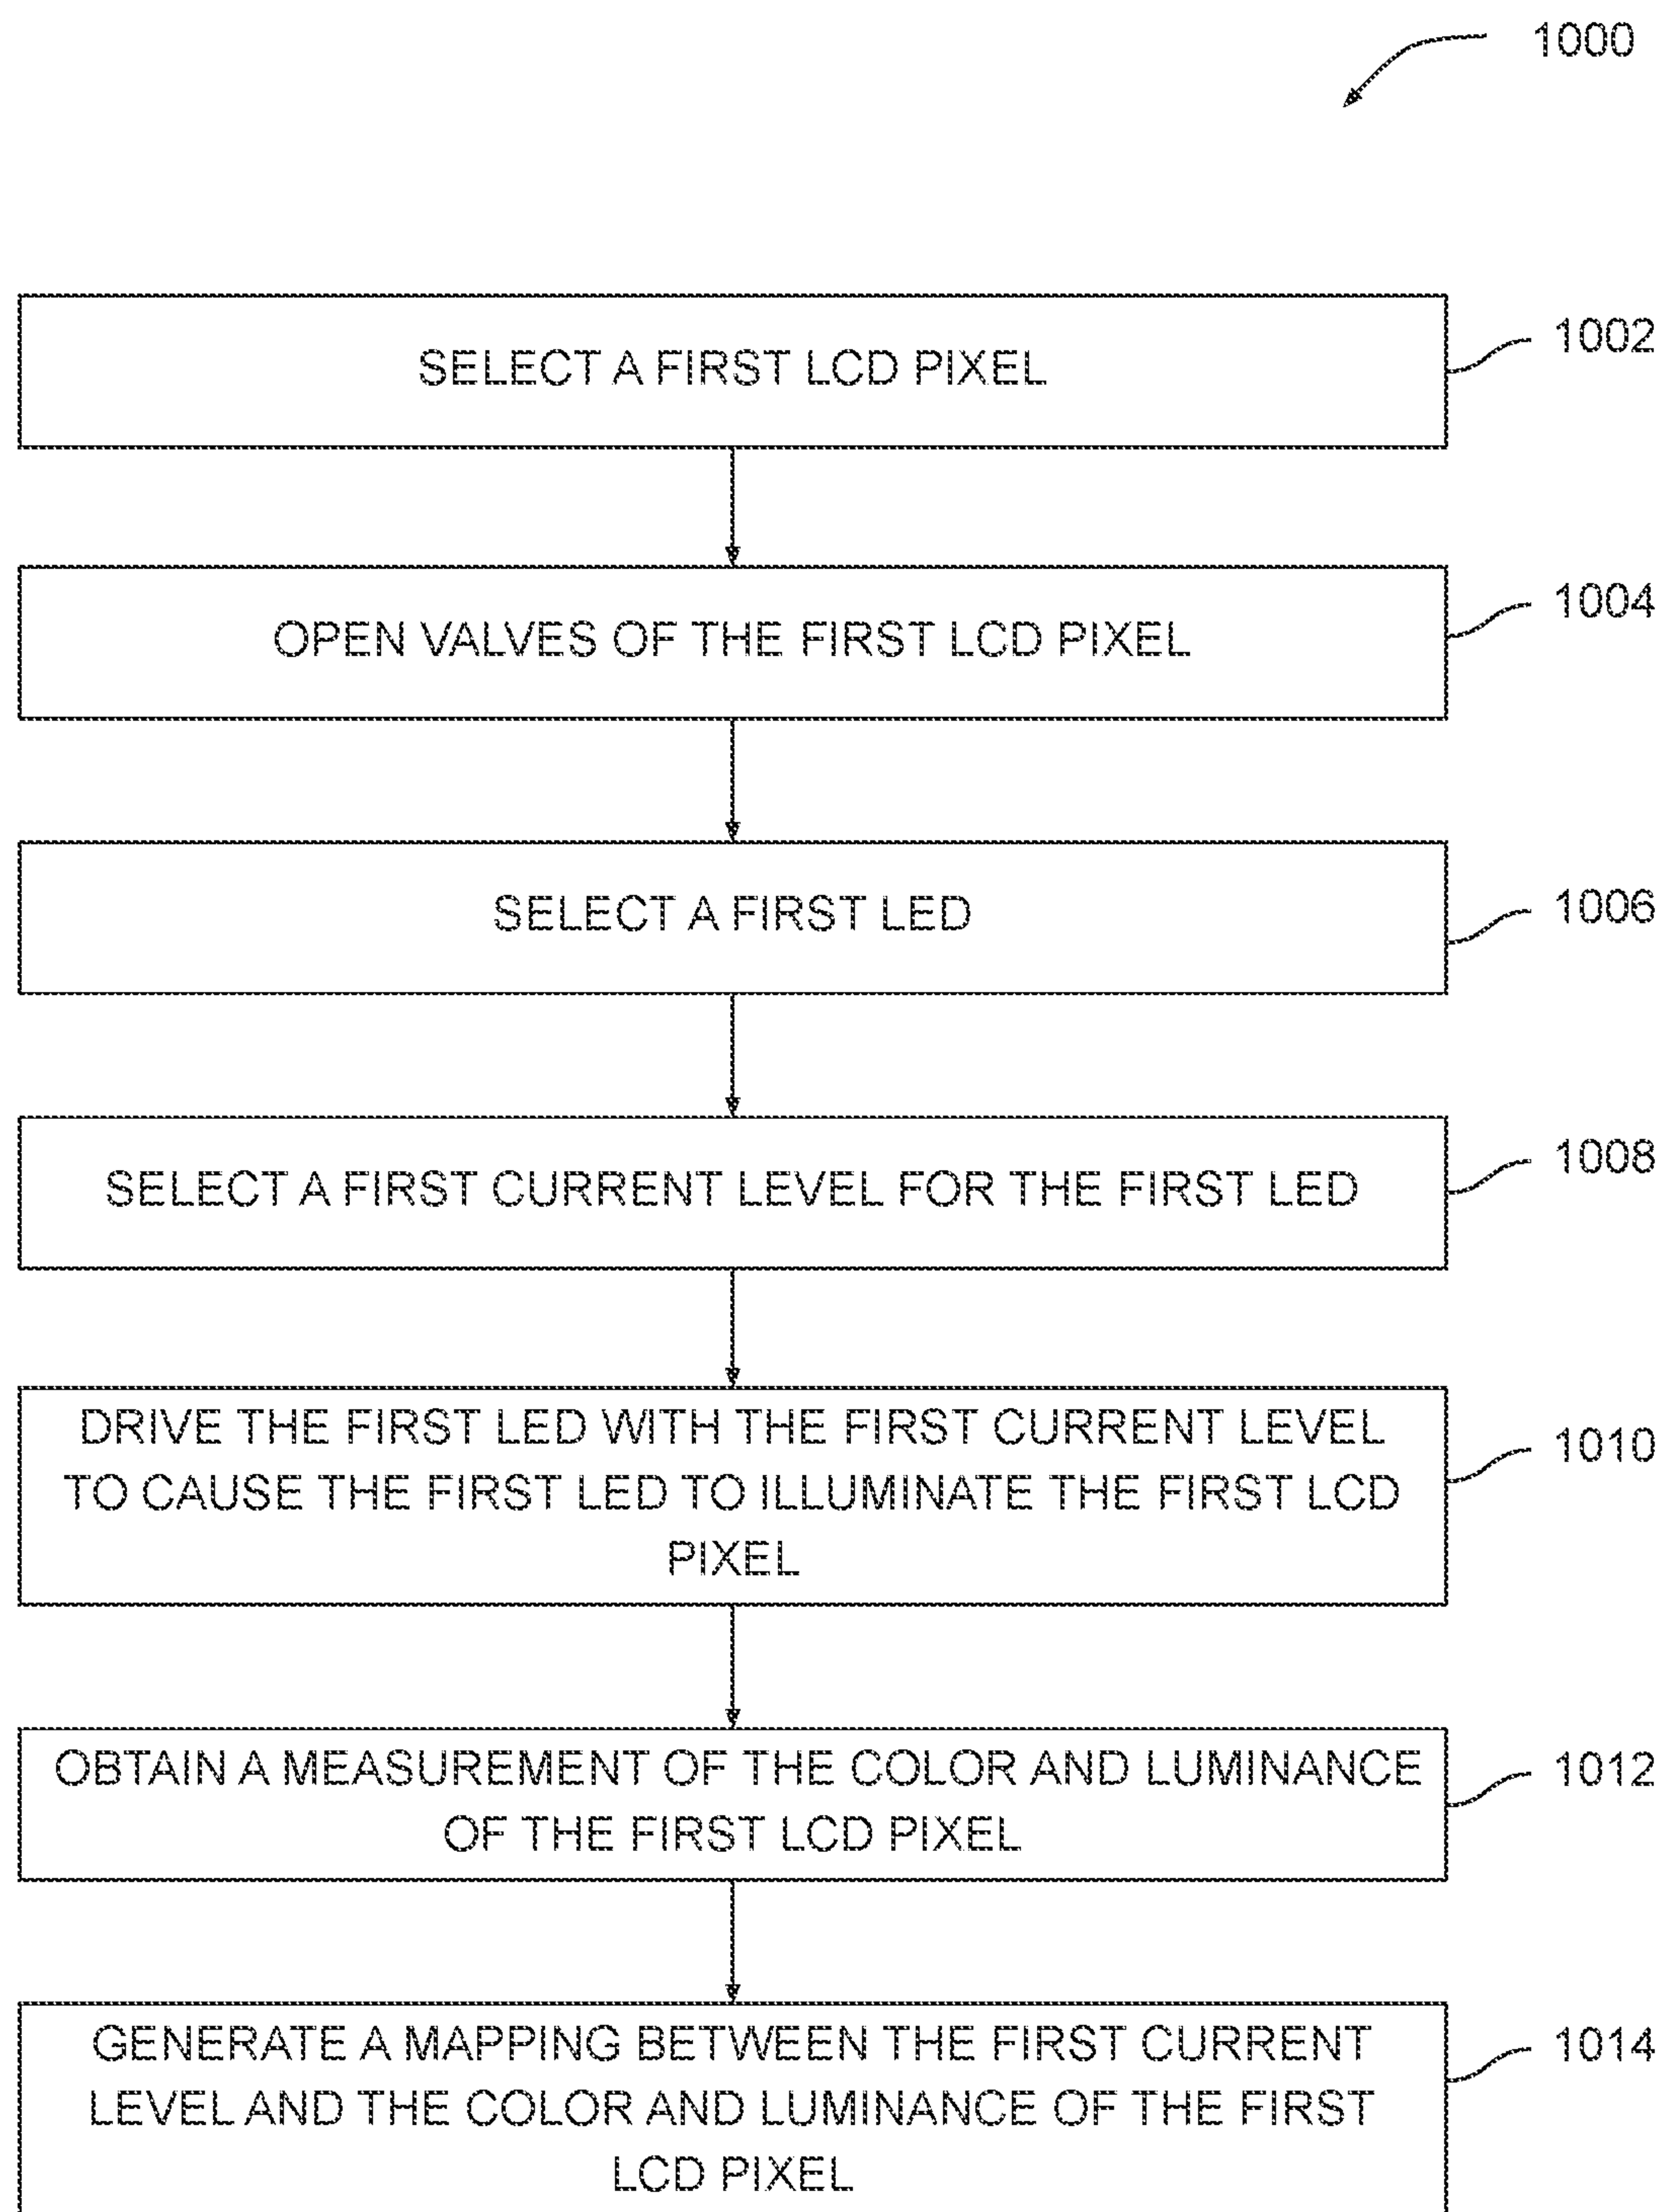 1000
SELECT A FIRST LCD PIXEL
1002
OPEN VALVES OF THE FIRST LCD PIXEL
1004
SELECT A FIRST LED
1006
SELECT A FIRST CURRENT LEVEL FOR THE FIRST LED
1008
DRIVE THE FIRST LED WITH THE FIRST CURRENT LEVEL
TO CAUSE THE FIRST LED TO ILLUMINATE THE FIRST LCD
PIXEL
1010
OBTAIN A MEASUREMENT OF THE COLOR AND LUMINANCE
OF THE FIRST LCD PIXEL
1012
GENERATE A MAPPING BETWEEN THE FIRST CURRENT
LEVEL AND THE COLOR AND LUMINANCE OF THE FIRST
LCD PIXEL
1014